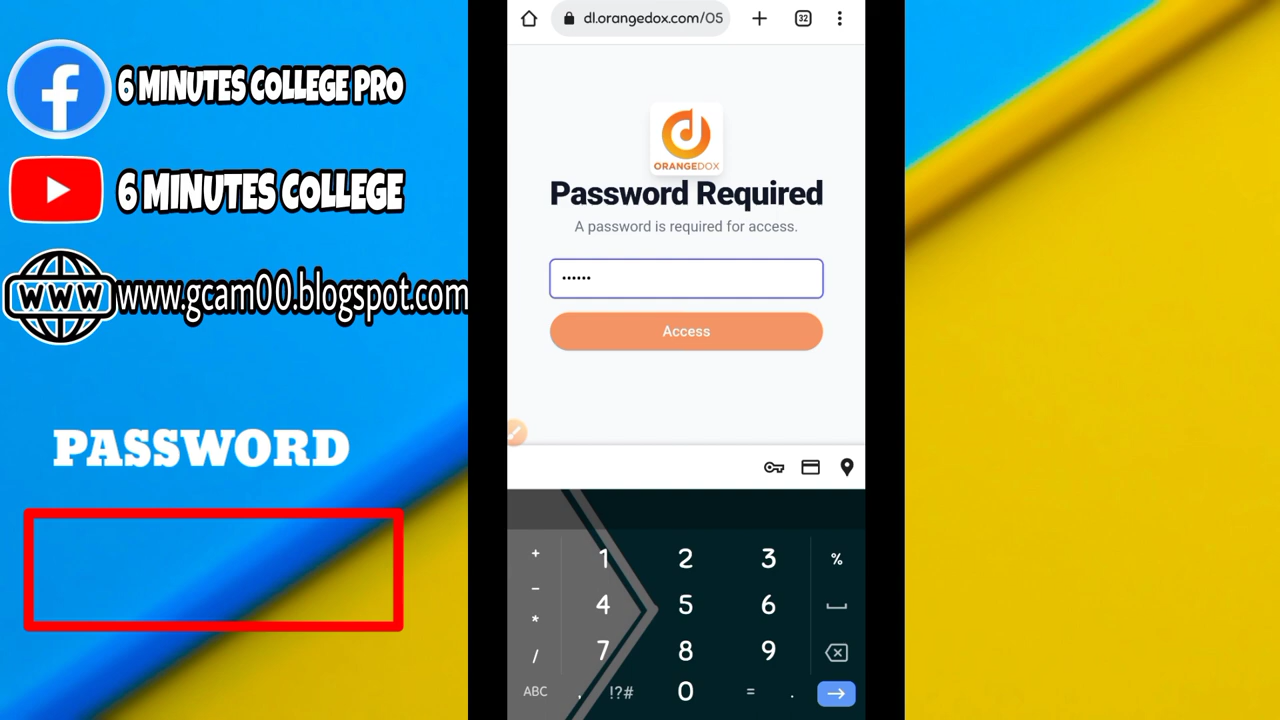 6 MINUTES COLLEGE PRO
6 MINUTES COLLEGE
WWW
www.gcam00.blogspot.com
PASSWORD
dl.orangedox.com/05
32
ORANGEDOX
Password Required
A password is required for access.
••••••
Access
+ 1 2 3 %
-
4 5 6
*
/ 7 8 9
ABC , !?# 0 = .